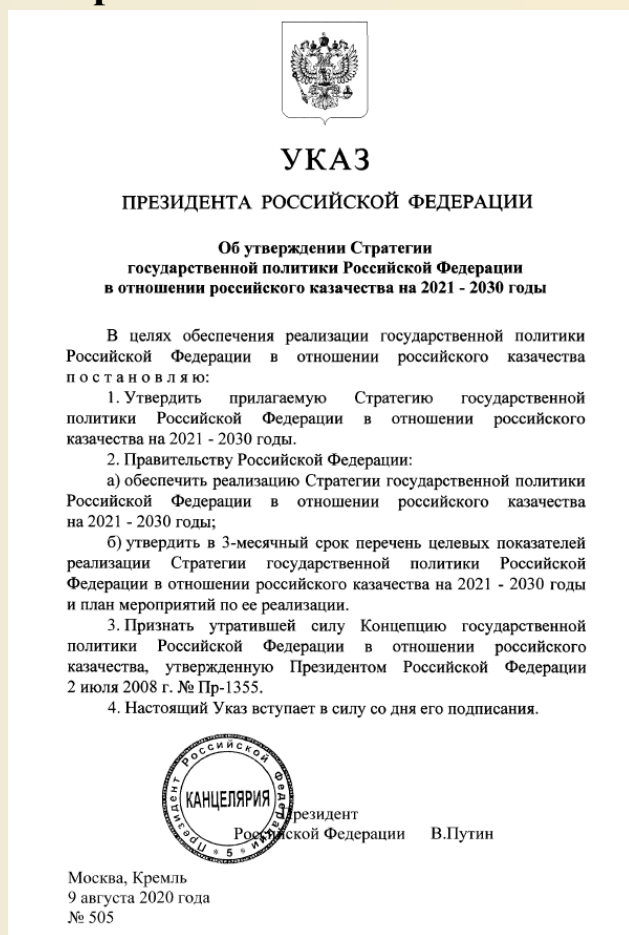 УКАЗ
ПРЕЗИДЕНТА РОССИЙСКОЙ ФЕДЕРАЦИИ
Об утверждении Стратегии
государственной политики Российской Федерации
в отношении российского казачества на 2021 - 2030 годы
В целях обеспечения реализации государственной политики
Российской Федерации в отношении российского казачества
п о с т а н о в л я ю:
1. Утвердить прилагаемую Стратегию государственной
политики Российской Федерации в отношении российского
казачества на 2021 - 2030 годы.
2. Правительству Российской Федерации:
а) обеспечить реализацию Стратегии государственной политики
Российской Федерации в отношении российского казачества
на 2021 - 2030 годы;
б) утвердить в 3-месячный срок перечень целевых показателей
реализации Стратегии государственной политики Российской
Федерации в отношении российского казачества на 2021 - 2030 годы
и план мероприятий по ее реализации.
3. Признать утратившей силу Концепцию государственной
политики Российской Федерации в отношении российского
казачества, утвержденную Президентом Российской Федерации
2 июля 2008 г. № Пр-1355.
4. Настоящий Указ вступает в силу со дня его подписания.
Президент Российской Федерации
КАНЦЕЛЯРИЯ
* 5 *
Президент
Российской Федерации В.Путин
Москва, Кремль
9 августа 2020 года
№ 505